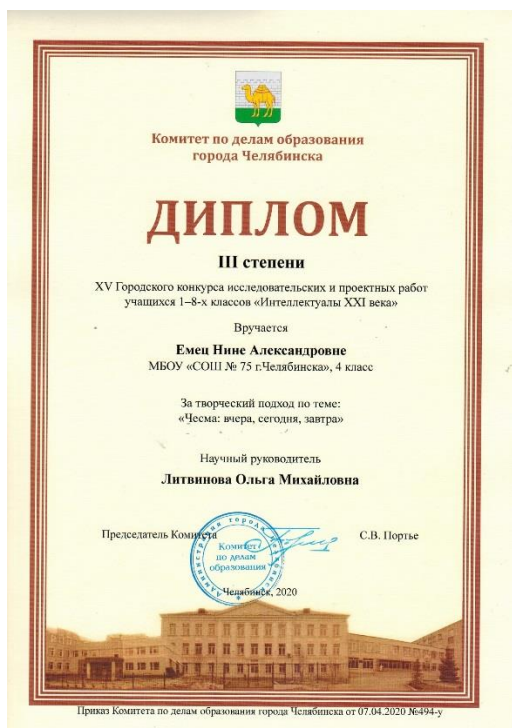 Комитет по делам образования
города Челябинска
ДИПЛОМ
III степени
XV Городского конкурса исследовательских и проектных работ
учащихся 1–8-х классов «Интеллектуалы XXI века»
Вручается
Емец Нине Александровне
МБОУ «СОШ № 75 г.Челябинска», 4 класс
За творческий подход по теме:
«Чесма: вчера, сегодня, завтра»
Научный руководитель
Литвинова Ольга Михайловна
Председатель Комитета
С.В. Портье
Администрация города Челябинска
Комитет
по делам
образования
Челябинск, 2020
Приказ Комитета по делам образования города Челябинска от 07.04.2020 №494-у